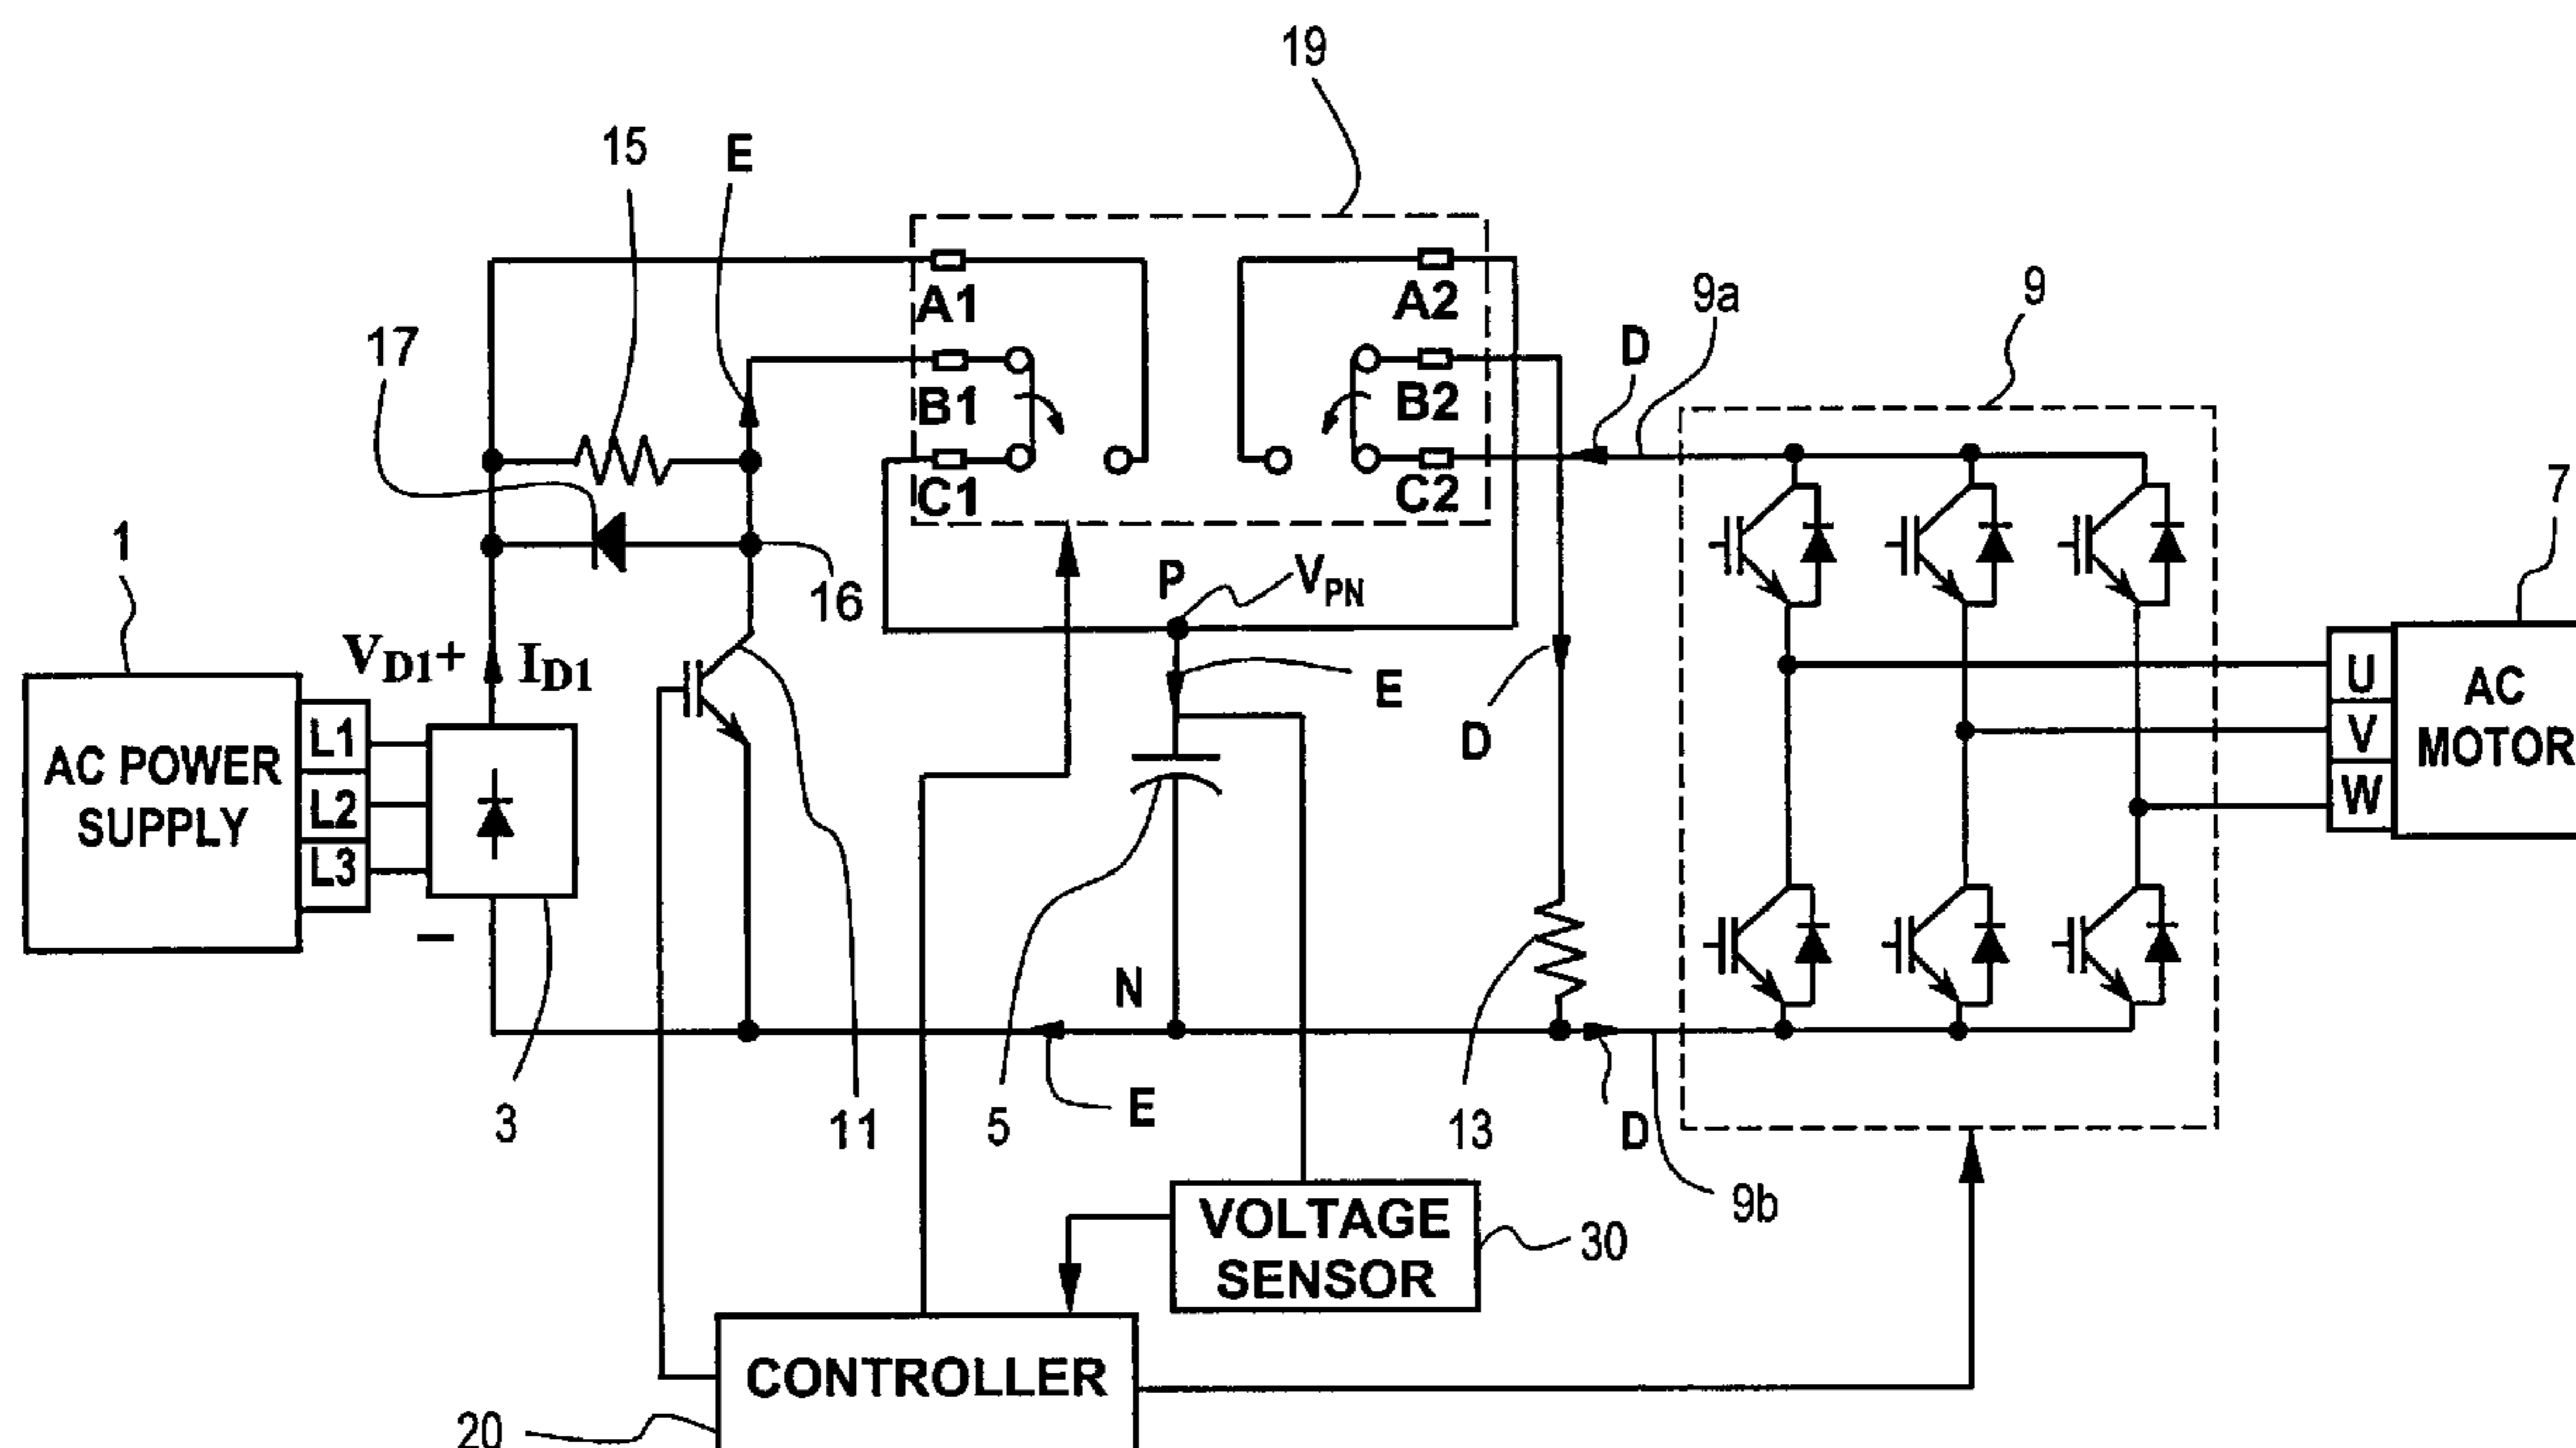 19
15
E
A1
A2
9a
9
17
D
B1
B2
C1
C2
7
1
16
P
VPN
VD1+
ID1
E
AC POWER
SUPPLY
L1
L2
L3
D
U
V
W
AC
MOTOR
−
N
3
11
5
E
13
D
9b
VOLTAGE
SENSOR
30
CONTROLLER
20